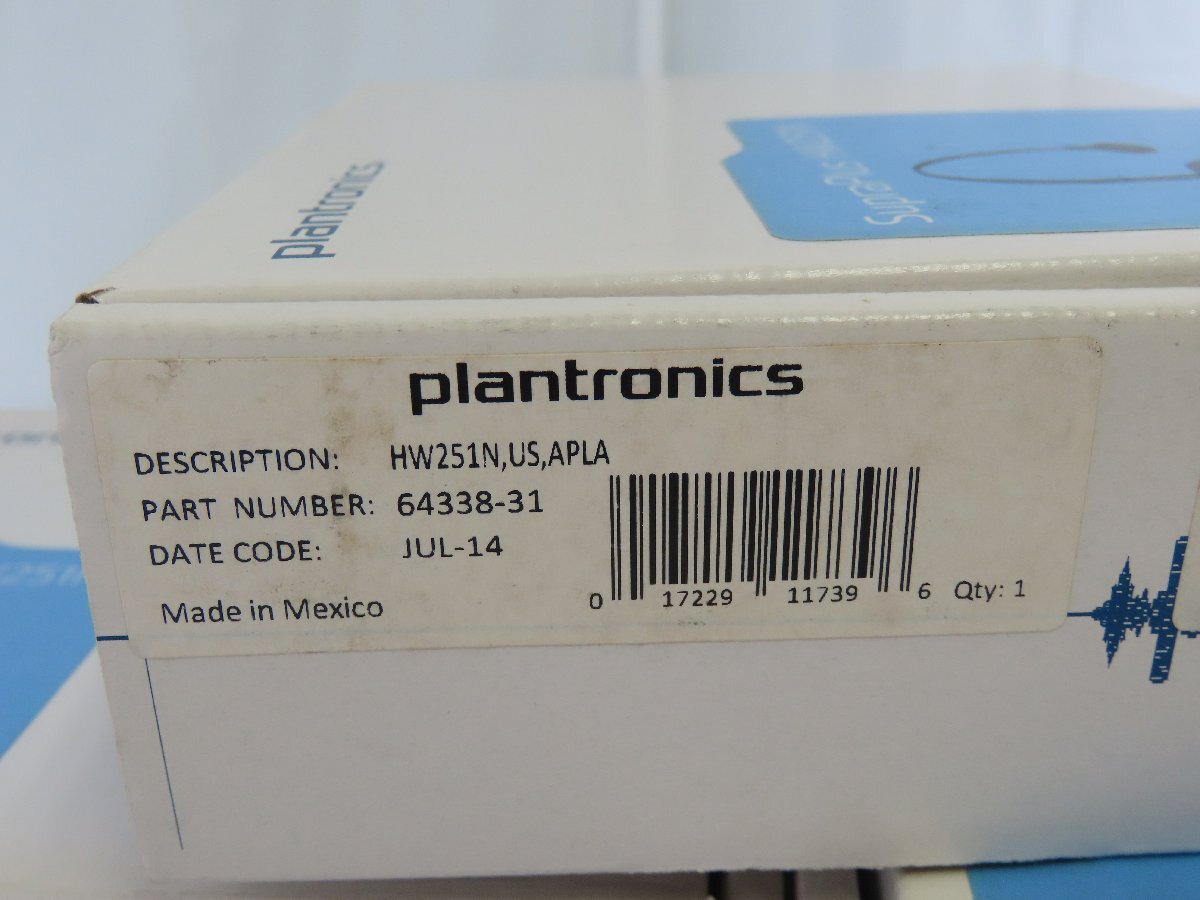 plantronics
SupraPlus
plantronics
DESCRIPTION: HW251N,US,APLA
PART NUMBER: 64338-31
DATE CODE: JUL-14
Made in Mexico
0 17229 11739 6 Qty: 1